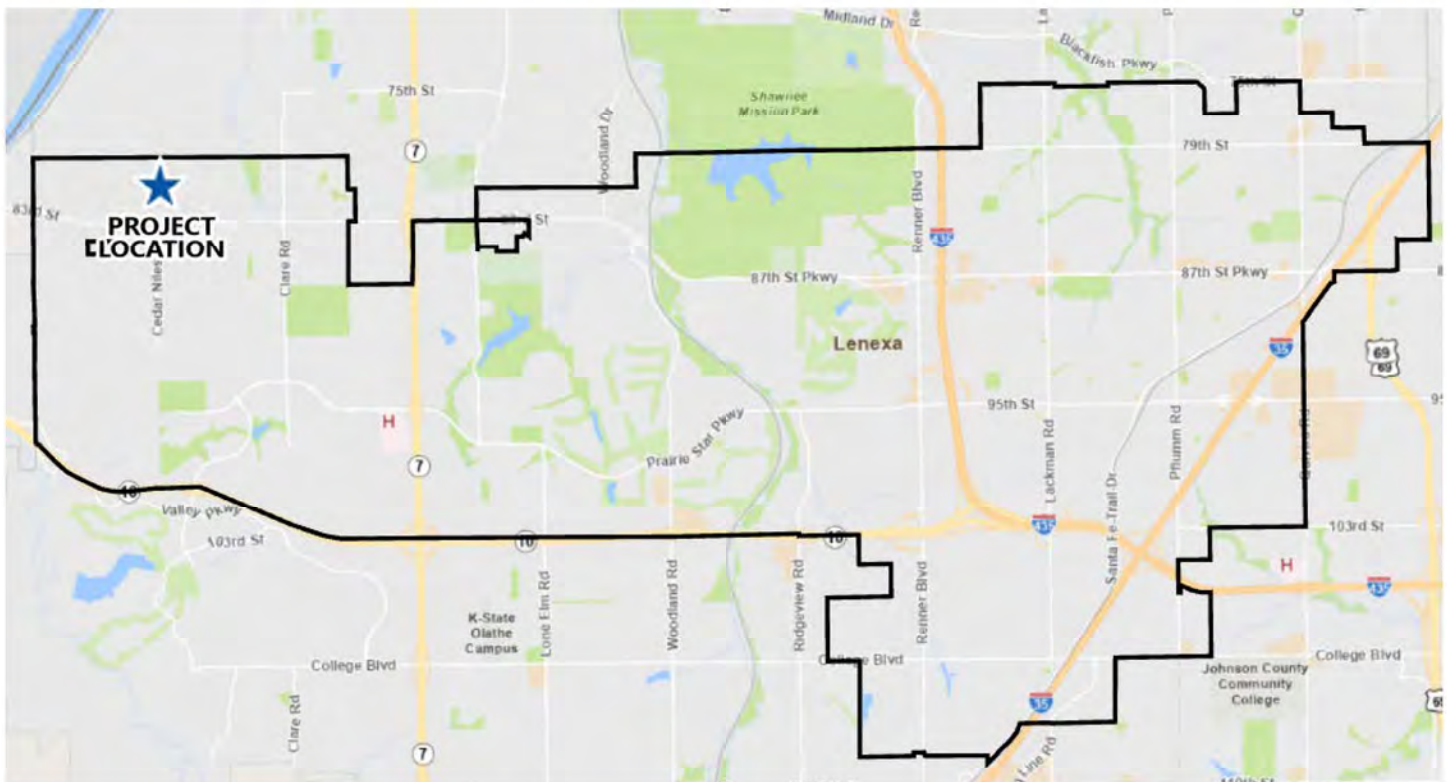 Midland Dr
Blackfish Pkwy
75th St
75th St
Shawnee
Mission Park
Woodland Dr
7
79th St
83rd St
PROJECT
LOCATION
Clare Rd
Cedar Niles
Renner Blvd
435
87th St Pkwy
87th St Pkwy
Lenexa
35
69
69
H
95th St
Prairie Star Pkwy
7
Lackman Rd
Pflumm Rd
Santa Fe Trail Dr
10
Valley Pkwy
103rd St
10
10
435
103rd St
H
435
K-State
Olathe
Campus
Lone Elm Rd
Woodland Rd
Ridgeview Rd
Renner Blvd
College Blvd
College Blvd
College Blvd
Johnson County
Community
College
Clare Rd
35
7